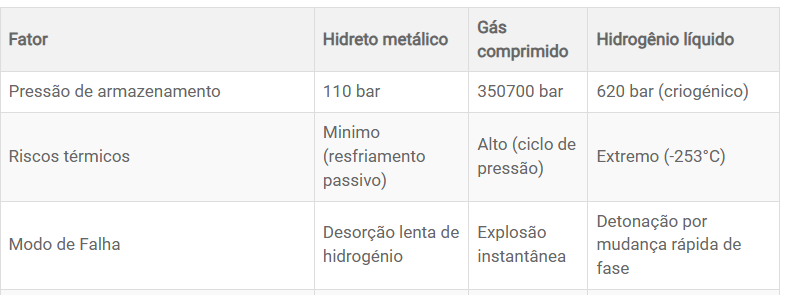 Fator
Hidreto metálico
Gás
comprimido
Hidrogênio líquido
Pressão de armazenamento
110 bar
350700 bar
620 bar (criogénico)
Riscos térmicos
Minimo
(resfriamento
passivo)
Alto (ciclo de
pressão)
Extremo (-253°C)
Modo de Falha
Desorção lenta de
hidrogénio
Explosão
instantânea
Detonação por
mudança rápida de
fase